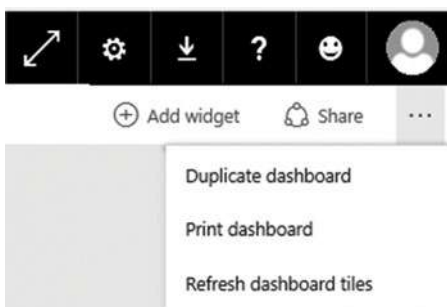 ?
Add widget Share ...
Duplicate dashboard
Print dashboard
Refresh dashboard tiles